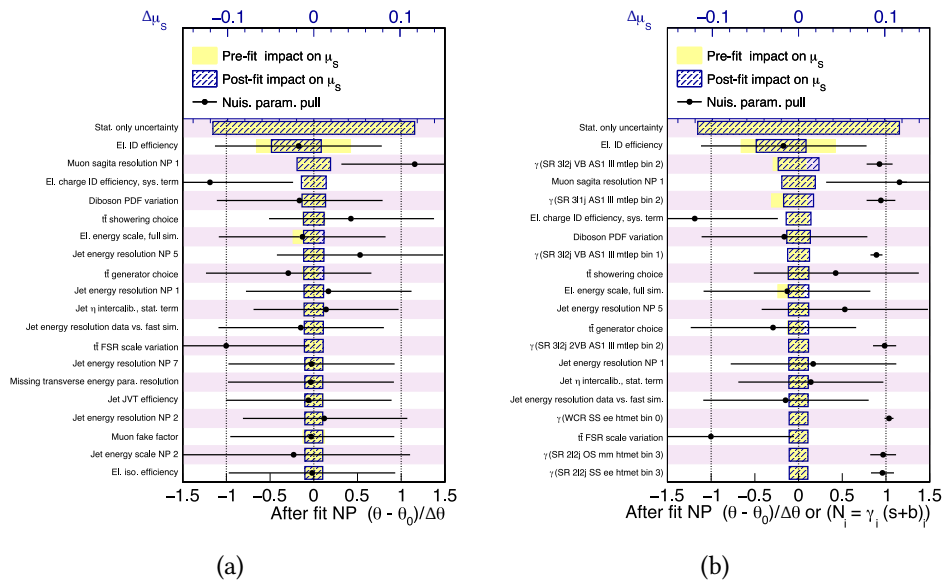 (a)
Δμ_S
−0.1 0 0.1
Pre-fit impact on μ_S
Post-fit impact on μ_S
Nuis. param. pull
Stat. only uncertainty
El. ID efficiency
Muon sagita resolution NP 1
El. charge ID efficiency, sys. term
Diboson PDF variation
tt̄ showering choice
El. energy scale, full sim.
Jet energy resolution NP 5
tt̄ generator choice
Jet energy resolution NP 1
Jet η intercalib., stat. term
Jet energy resolution data vs. fast sim.
tt̄ FSR scale variation
Jet energy resolution NP 7
Missing transverse energy para. resolution
Jet JVT efficiency
Jet energy resolution NP 2
Muon fake factor
Jet energy scale NP 2
El. iso. efficiency
−1.5 −1 −0.5 0 0.5 1 1.5
After fit NP (θ - θ₀)/Δθ
(a)
(b)
Δμ_S
−0.1 0 0.1
Pre-fit impact on μ_S
Post-fit impact on μ_S
Nuis. param. pull
Stat. only uncertainty
El. ID efficiency
γ(SR 3l2j VB AS1 lll mtlep bin 2)
Muon sagita resolution NP 1
γ(SR 3l1j AS1 lll mtlep bin 2)
El. charge ID efficiency, sys. term
Diboson PDF variation
γ(SR 3l2j VB AS1 lll mtlep bin 1)
tt̄ showering choice
El. energy scale, full sim.
Jet energy resolution NP 5
tt̄ generator choice
γ(SR 3l2j 2VB AS1 lll mtlep bin 2)
Jet energy resolution NP 1
Jet η intercalib., stat. term
Jet energy resolution data vs. fast sim.
γ(WCR SS ee htmet bin 0)
tt̄ FSR scale variation
γ(SR 2l2j OS mm htmet bin 3)
γ(SR 2l2j SS ee htmet bin 3)
−1.5 −1 −0.5 0 0.5 1 1.5
After fit NP (θ - θ₀)/Δθ or (N_i = γ_i (s+b)_i)
(b)